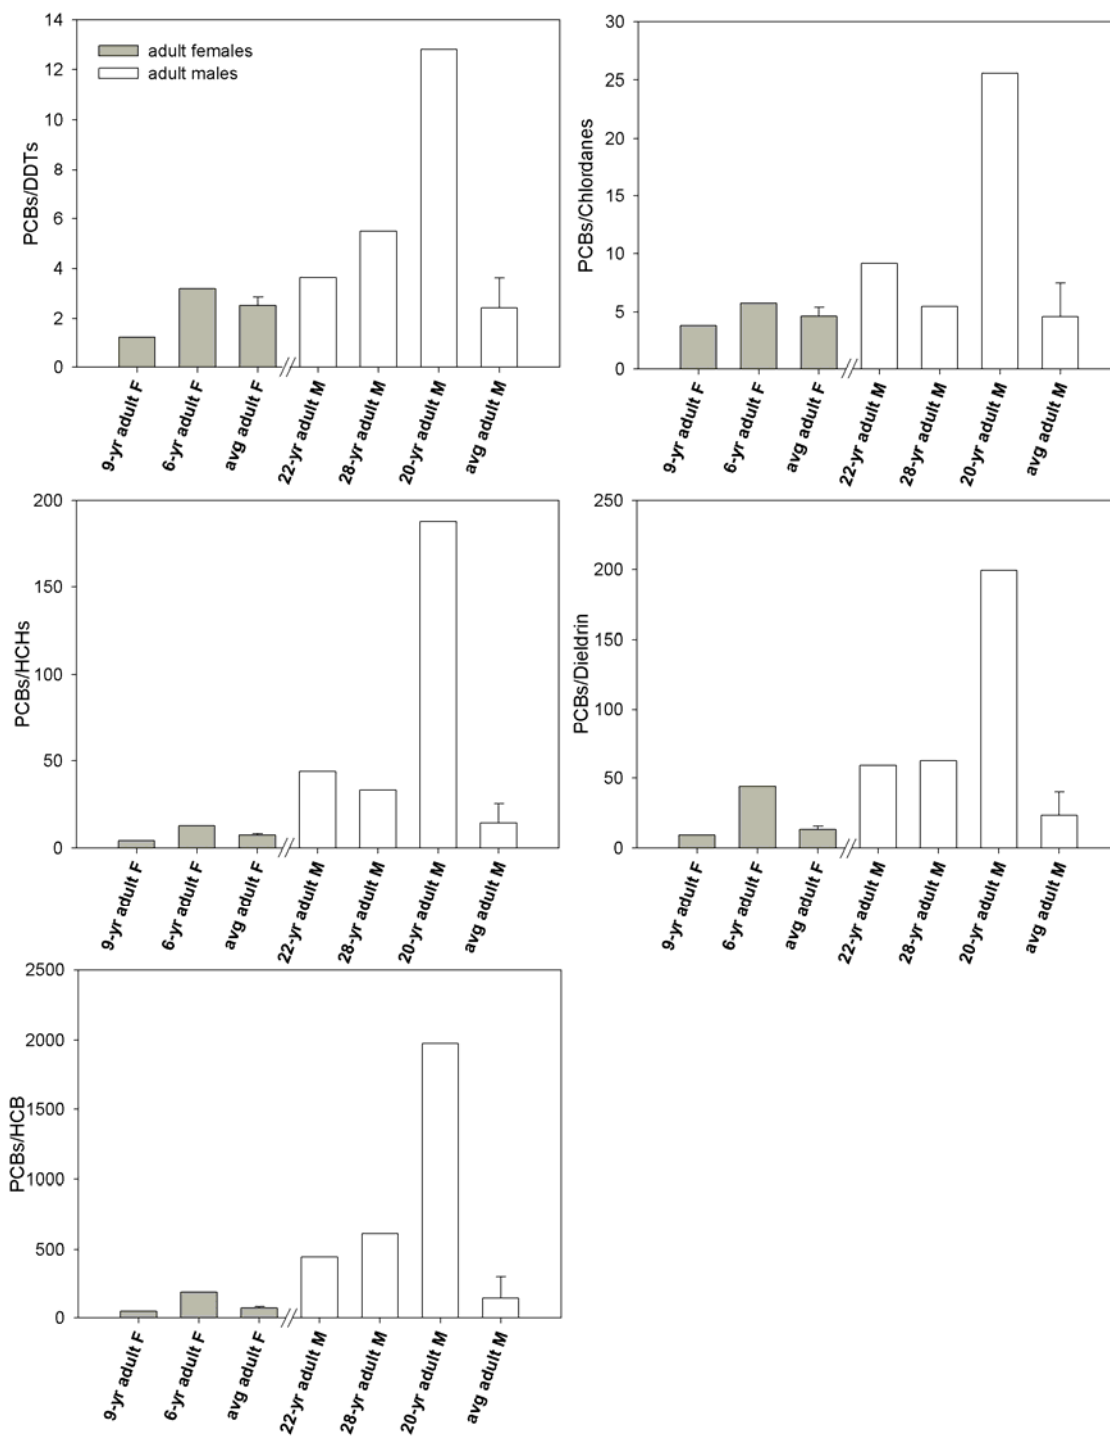 14
12
10
8
6
4
2
0
PCBs/DDTs
adult females
adult males
9-yr adult F
6-yr adult F
avg adult F
22-yr adult M
28-yr adult M
20-yr adult M
avg adult M
30
25
20
15
10
5
0
PCBs/Chlordanes
9-yr adult F
6-yr adult F
avg adult F
22-yr adult M
28-yr adult M
20-yr adult M
avg adult M
200
150
100
50
0
PCBs/HCHs
9-yr adult F
6-yr adult F
avg adult F
22-yr adult M
28-yr adult M
20-yr adult M
avg adult M
250
200
150
100
50
0
PCBs/Dieldrin
9-yr adult F
6-yr adult F
avg adult F
22-yr adult M
28-yr adult M
20-yr adult M
avg adult M
2500
2000
1500
1000
500
0
PCBs/HCB
9-yr adult F
6-yr adult F
avg adult F
22-yr adult M
28-yr adult M
20-yr adult M
avg adult M